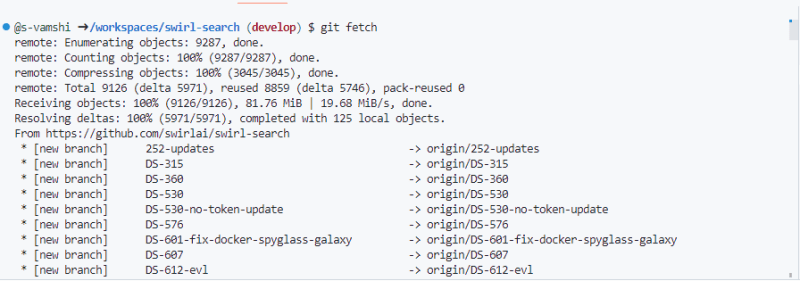 @s-vamshi ➜/workspaces/swirl-search (develop) $ git fetch
remote: Enumerating objects: 9287, done.
remote: Counting objects: 100% (9287/9287), done.
remote: Compressing objects: 100% (3045/3045), done.
remote: Total 9126 (delta 5971), reused 8859 (delta 5746), pack-reused 0
Receiving objects: 100% (9126/9126), 81.76 MiB | 19.68 MiB/s, done.
Resolving deltas: 100% (5971/5971), completed with 125 local objects.
From https://github.com/swirlai/swirl-search
 * [new branch]      252-updates                        -> origin/252-updates
 * [new branch]      DS-315                             -> origin/DS-315
 * [new branch]      DS-360                             -> origin/DS-360
 * [new branch]      DS-530                             -> origin/DS-530
 * [new branch]      DS-530-no-token-update             -> origin/DS-530-no-token-update
 * [new branch]      DS-576                             -> origin/DS-576
 * [new branch]      DS-601-fix-docker-spyglass-galaxy  -> origin/DS-601-fix-docker-spyglass-galaxy
 * [new branch]      DS-607                             -> origin/DS-607
 * [new branch]      DS-612-evl                         -> origin/DS-612-evl